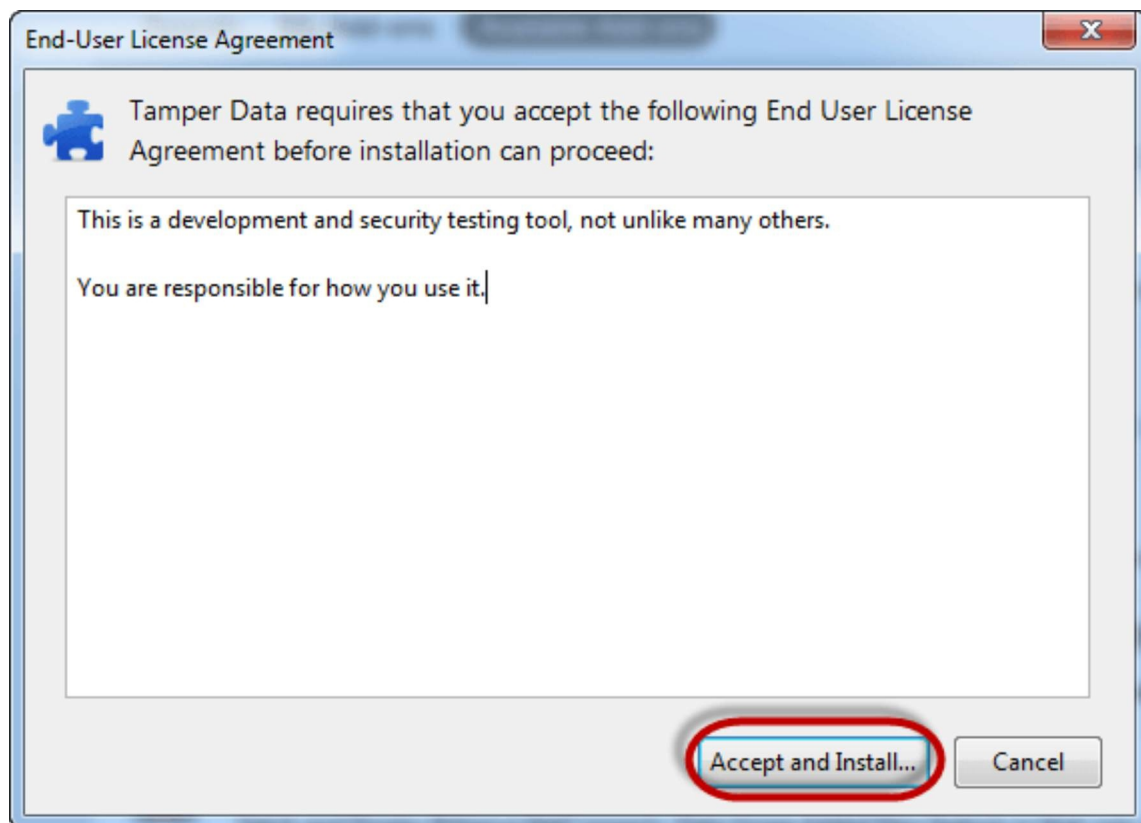 End-User License Agreement
Tamper Data requires that you accept the following End User License
Agreement before installation can proceed:
This is a development and security testing tool, not unlike many others.
You are responsible for how you use it.
Accept and Install...
Cancel